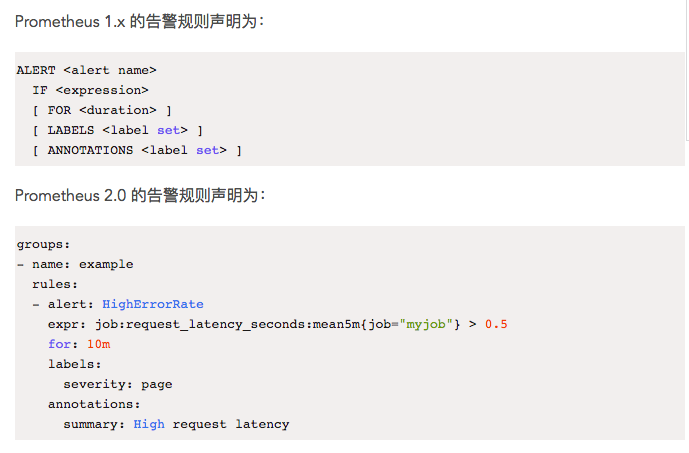 Prometheus 1.x 的告警规则声明为：
ALERT <alert name>
  IF <expression>
  [ FOR <duration> ]
  [ LABELS <label set> ]
  [ ANNOTATIONS <label set> ]
Prometheus 2.0 的告警规则声明为：
groups:
- name: example
  rules:
  - alert: HighErrorRate
    expr: job:request_latency_seconds:mean5m{job="myjob"} > 0.5
    for: 10m
    labels:
      severity: page
    annotations:
      summary: High request latency